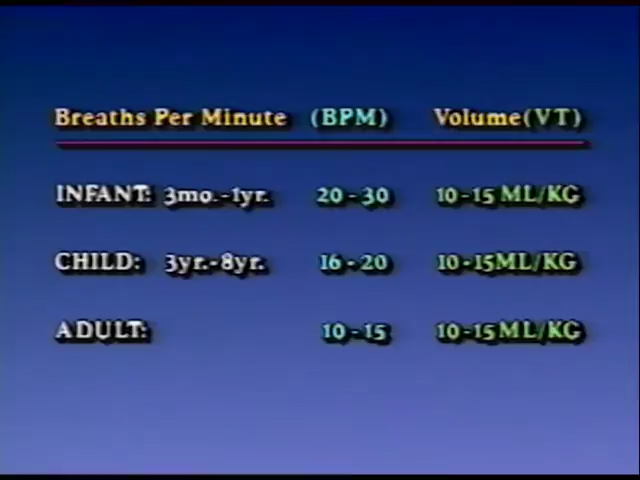 Breaths Per Minute (BPM) Volume(VT)
INFANT: 3mo.-1yr. 20-30 10-15 ML/KG
CHILD: 3yr.-8yr. 16-20 10-15ML/KG
ADULT: 10-15 10-15ML/KG